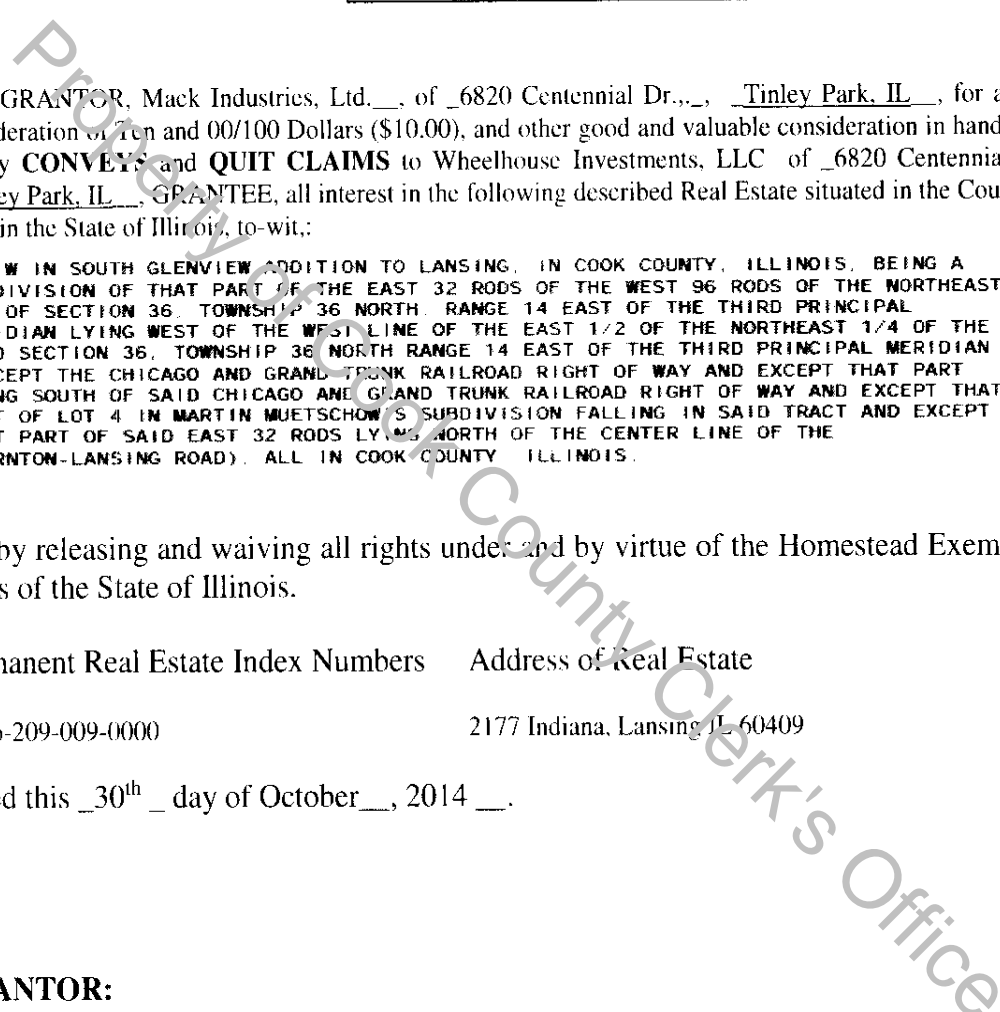 GRANTOR, Mack Industries, Ltd.__, of _6820 Centennial Dr.,._, _Tinley Park, IL__, for a
deration of Ten and 00/100 Dollars ($10.00), and other good and valuable consideration in hand
y CONVEYS and QUIT CLAIMS to Wheelhouse Investments, LLC of _6820 Centennia
ey Park, IL__, GRANTEE, all interest in the following described Real Estate situated in the Cou
in the State of Illinois, to-wit,:
W IN SOUTH GLENVIEW ADDITION TO LANSING, IN COOK COUNTY, ILLINOIS, BEING A
DIVISION OF THAT PART OF THE EAST 32 RODS OF THE WEST 96 RODS OF THE NORTHEAST
OF SECTION 36, TOWNSHIP 36 NORTH, RANGE 14 EAST OF THE THIRD PRINCIPAL
DIAN LYING WEST OF THE WEST LINE OF THE EAST 1/2 OF THE NORTHEAST 1/4 OF THE
D SECTION 36, TOWNSHIP 36 NORTH RANGE 14 EAST OF THE THIRD PRINCIPAL MERIDIAN
CEPT THE CHICAGO AND GRAND TRUNK RAILROAD RIGHT OF WAY AND EXCEPT THAT PART
NG SOUTH OF SAID CHICAGO AND GRAND TRUNK RAILROAD RIGHT OF WAY AND EXCEPT THAT
T OF LOT 4 IN MARTIN MUETSCHOW'S SUBDIVISION FALLING IN SAID TRACT AND EXCEPT
T PART OF SAID EAST 32 RODS LYING NORTH OF THE CENTER LINE OF THE
RNTON-LANSING ROAD). ALL IN COOK COUNTY ILLINOIS.
by releasing and waiving all rights under and by virtue of the Homestead Exem
s of the State of Illinois.
nanent Real Estate Index Numbers Address of Real Estate
-209-009-0000 2177 Indiana, Lansing IL 60409
d this _30th _ day of October__, 2014 __.
ANTOR:
Property of Cook County Clerk's Office